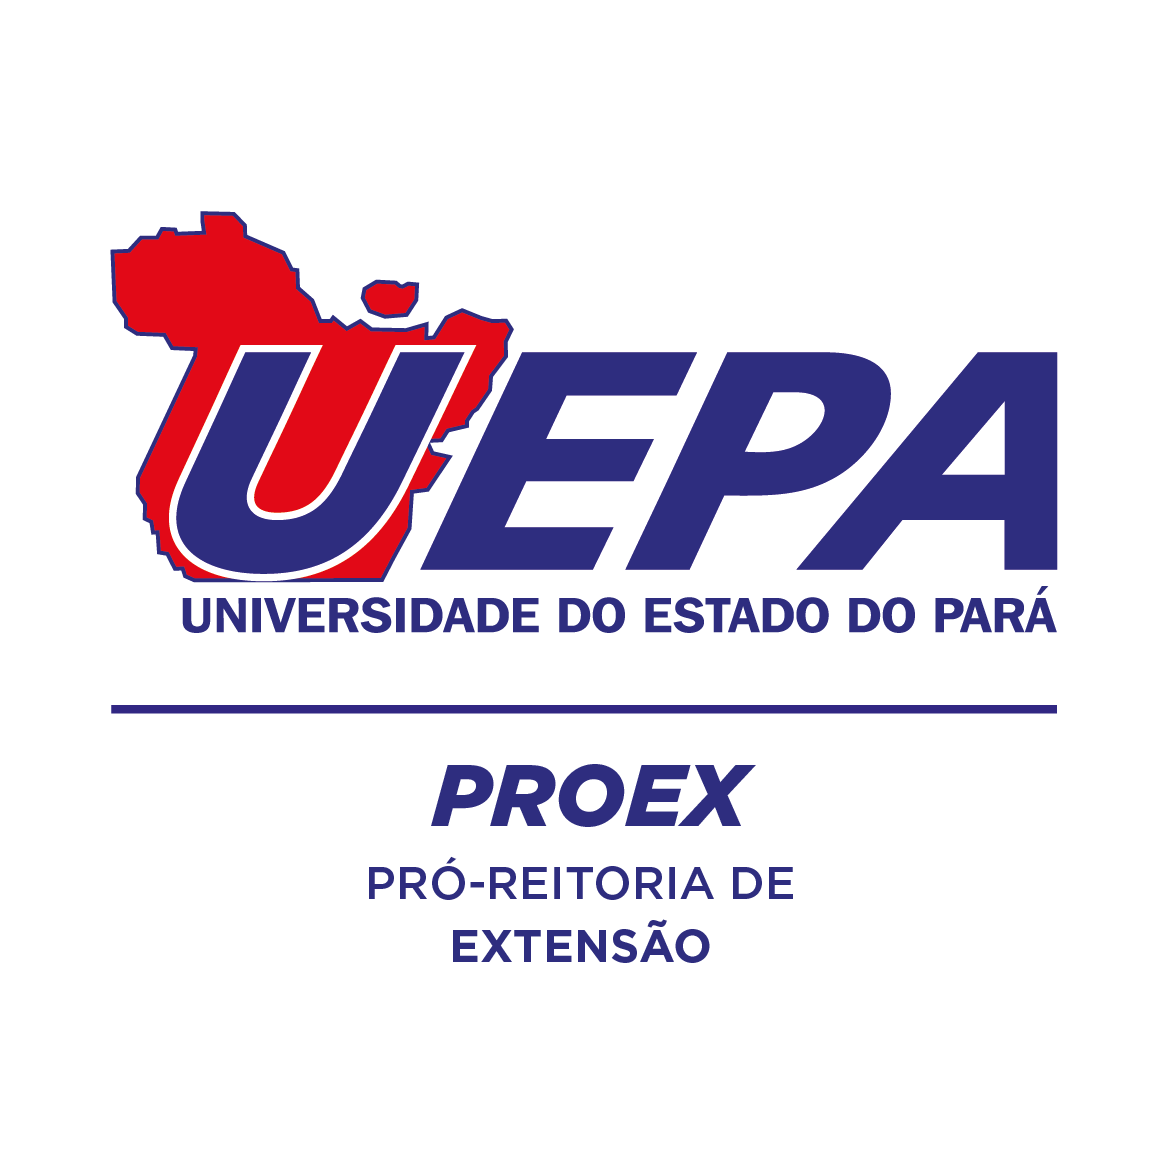 UEPA
UNIVERSIDADE DO ESTADO DO PARÁ
PROEX
PRÓ-REITORIA DE
EXTENSÃO